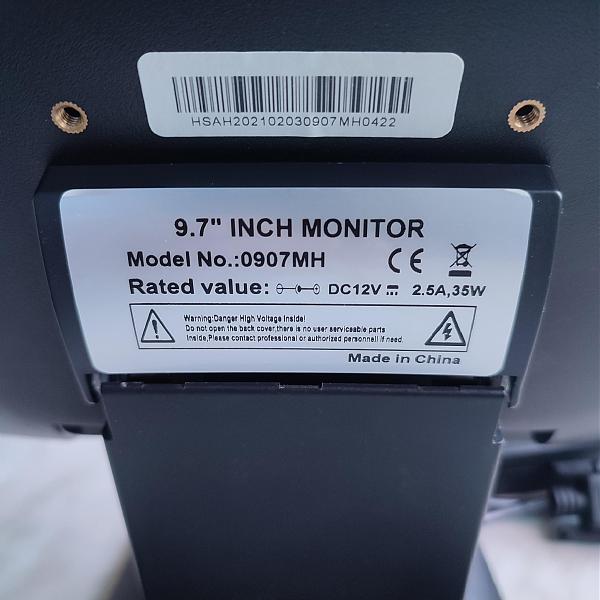 HSAH202102030907MH0422
9.7" INCH MONITOR
Model No.:0907MH CE
Rated value: DC12V ⎓ 2.5A,35W
Warning:Danger High Voltage Inside!
Do not open the back cover,there is no user serviceable parts
Inside,Please contact professional or authorized personnall if need.
Made in China